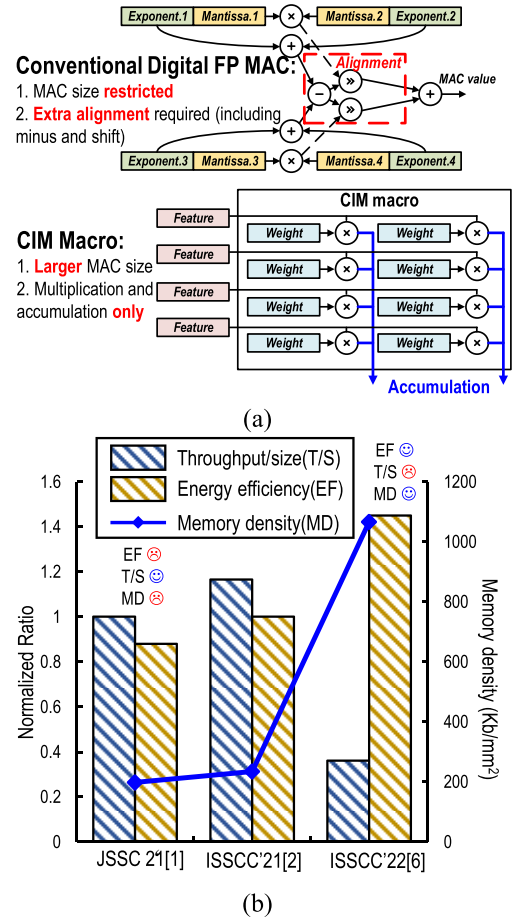 Exponent.1 Mantissa.1 × Mantissa.2 Exponent.2
+
Conventional Digital FP MAC:
Alignment
1. MAC size restricted
2. Extra alignment required (including
minus and shift)
− » » + MAC value
+
Exponent.3 Mantissa.3 × Mantissa.4 Exponent.4
CIM macro
CIM Macro:
1. Larger MAC size
2. Multiplication and
accumulation only
Feature
Weight × Weight ×
Feature
Weight × Weight ×
Feature
Weight × Weight ×
Feature
Weight × Weight ×
Accumulation
(a)
Throughput/size(T/S)
Energy efficiency(EF)
Memory density(MD)
EF ☹
T/S ☺
MD ☹
EF ☺
T/S ☹
MD ☺
Normalized Ratio
1.6
1.4
1.2
1
0.8
0.6
0.4
0.2
0
Memory density(Kb/mm²)
1200
1000
800
600
400
200
0
JSSC 21[1] ISSCC'21[2] ISSCC'22[6]
(b)